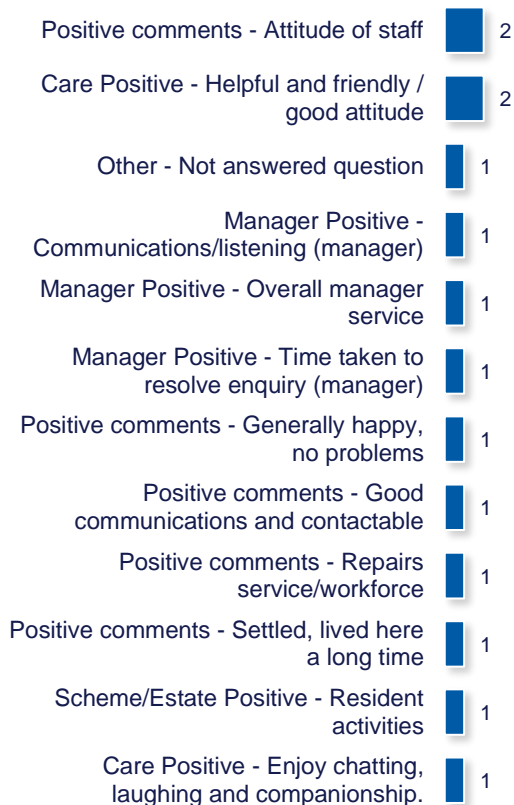 Positive comments - Attitude of staff 2
Care Positive - Helpful and friendly /
good attitude 2
Other - Not answered question 1
Manager Positive -
Communications/listening (manager) 1
Manager Positive - Overall manager
service 1
Manager Positive - Time taken to
resolve enquiry (manager) 1
Positive comments - Generally happy,
no problems 1
Positive comments - Good
communications and contactable 1
Positive comments - Repairs
service/workforce 1
Positive comments - Settled, lived here
a long time 1
Scheme/Estate Positive - Resident
activities 1
Care Positive - Enjoy chatting,
laughing and companionship. 1